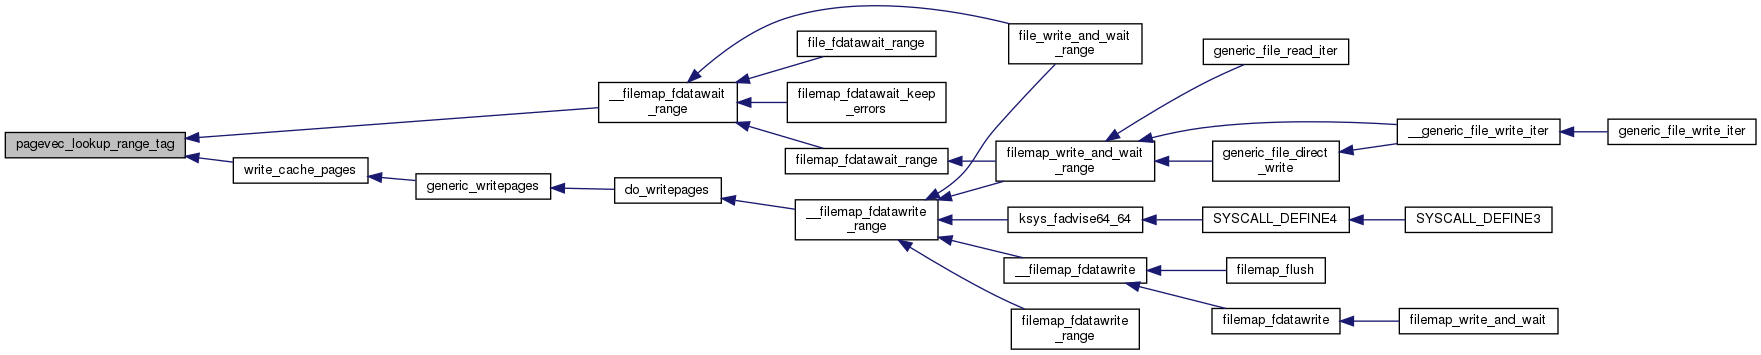 pagevec_lookup_range_tag
__filemap_fdatawait
_range
write_cache_pages
generic_writepages
do_writepages
file_fdatawait_range
filemap_fdatawait_keep
_errors
filemap_fdatawait_range
__filemap_fdatawrite
_range
file_write_and_wait
_range
filemap_write_and_wait
_range
ksys_fadvise64_64
__filemap_fdatawrite
filemap_fdatawrite
_range
generic_file_read_iter
generic_file_direct
_write
SYSCALL_DEFINE4
filemap_flush
filemap_fdatawrite
__generic_file_write_iter
SYSCALL_DEFINE3
filemap_write_and_wait
generic_file_write_iter